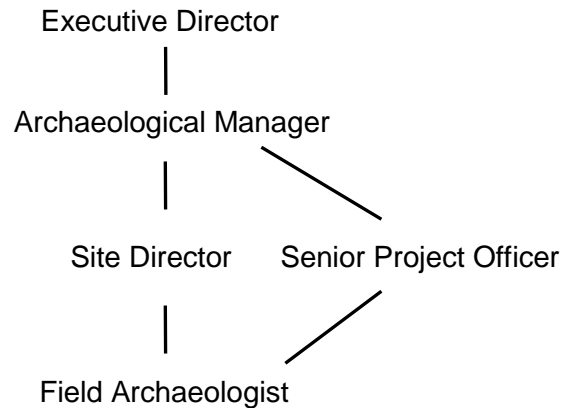 Executive Director
Archaeological Manager
Site Director
Senior Project Officer
Field Archaeologist